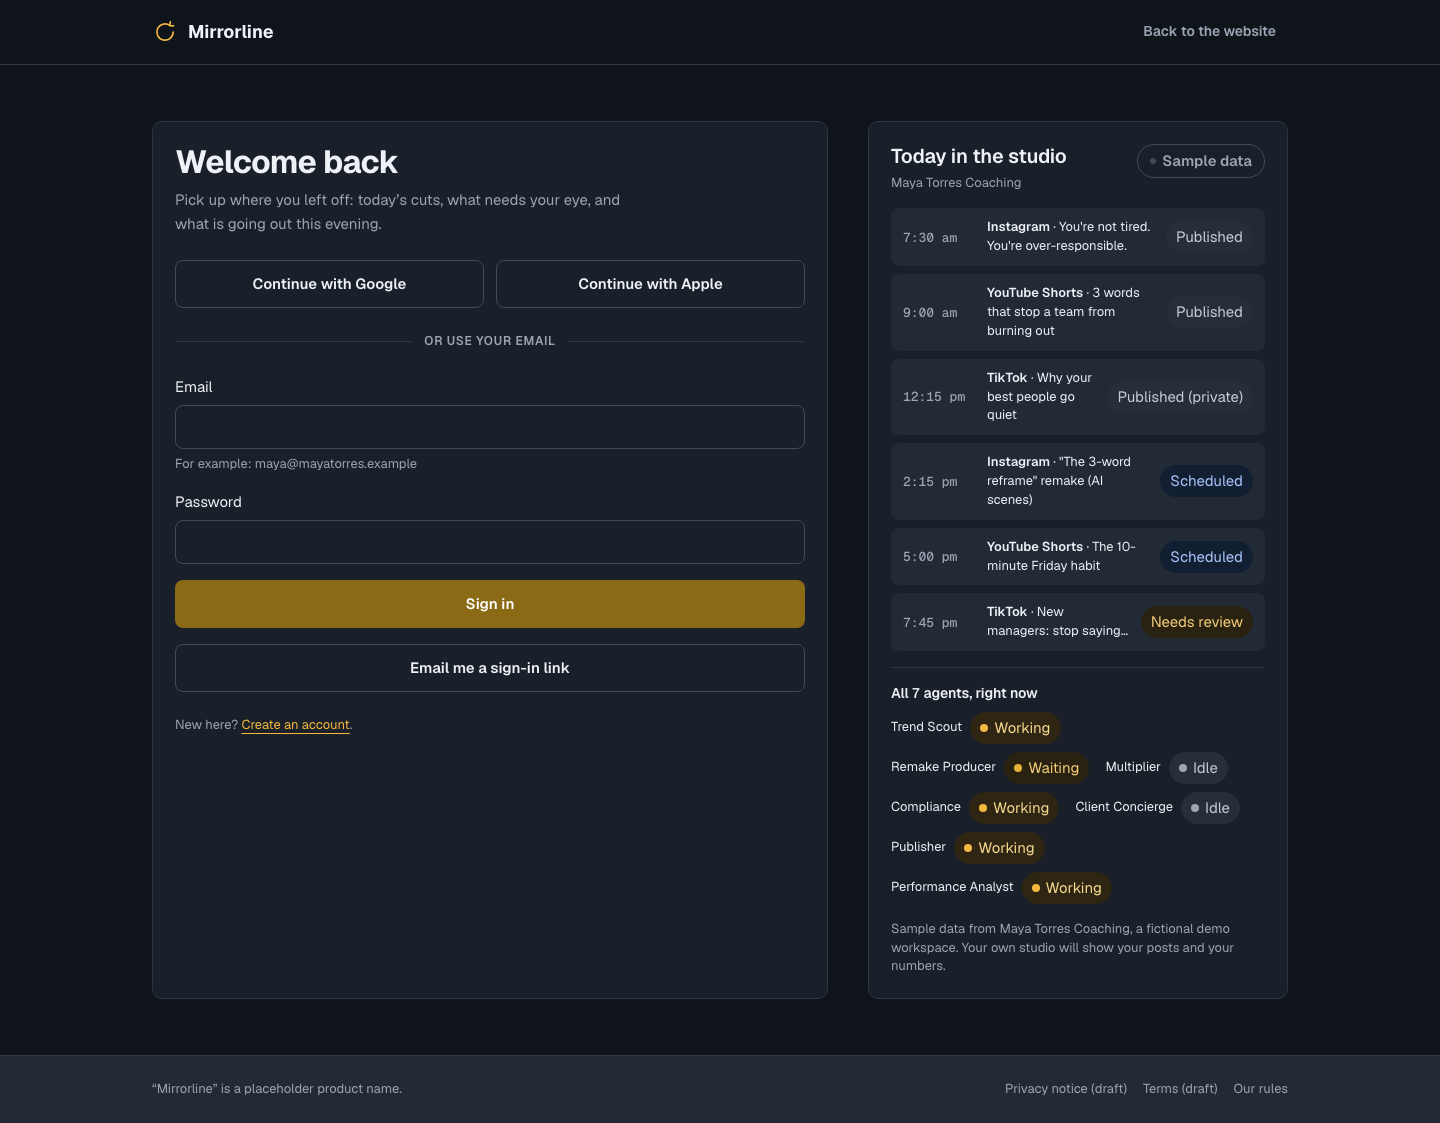 Mirrorline
Back to the website
Welcome back
Pick up where you left off: today's cuts, what needs your eye, and
what is going out this evening.
Continue with Google
Continue with Apple
OR USE YOUR EMAIL
Email
For example: maya@mayatorres.example
Password
Sign in
Email me a sign-in link
New here? Create an account.
Today in the studio
Sample data
Maya Torres Coaching
7:30 am
Instagram · You're not tired.
You're over-responsible.
Published
9:00 am
YouTube Shorts · 3 words
that stop a team from
burning out
Published
12:15 pm
TikTok · Why your
best people go
quiet
Published (private)
2:15 pm
Instagram · "The 3-word
reframe" remake (AI
scenes)
Scheduled
5:00 pm
YouTube Shorts · The 10-
minute Friday habit
Scheduled
7:45 pm
TikTok · New
managers: stop saying…
Needs review
All 7 agents, right now
Trend Scout Working
Remake Producer Waiting Multiplier Idle
Compliance Working Client Concierge Idle
Publisher Working
Performance Analyst Working
Sample data from Maya Torres Coaching, a fictional demo
workspace. Your own studio will show your posts and your
numbers.
“Mirrorline” is a placeholder product name.
Privacy notice (draft) Terms (draft) Our rules